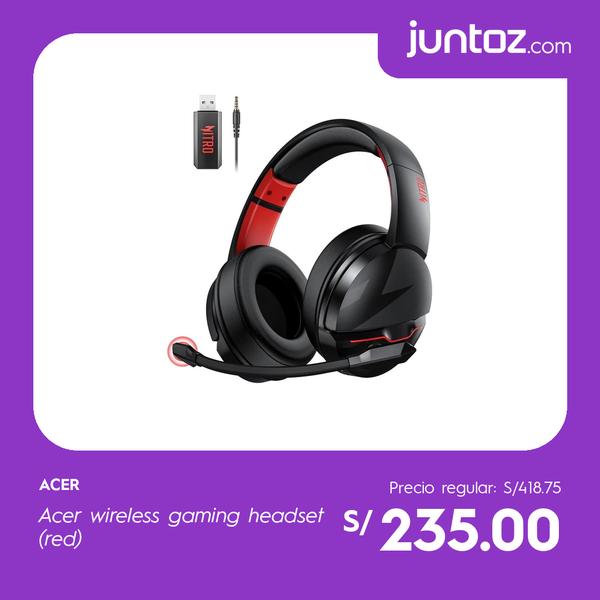 juntoz.com
NITRO
NITRO
ACER
Acer wireless gaming headset
(red)
Precio regular: S/418.75
S/ 235.00